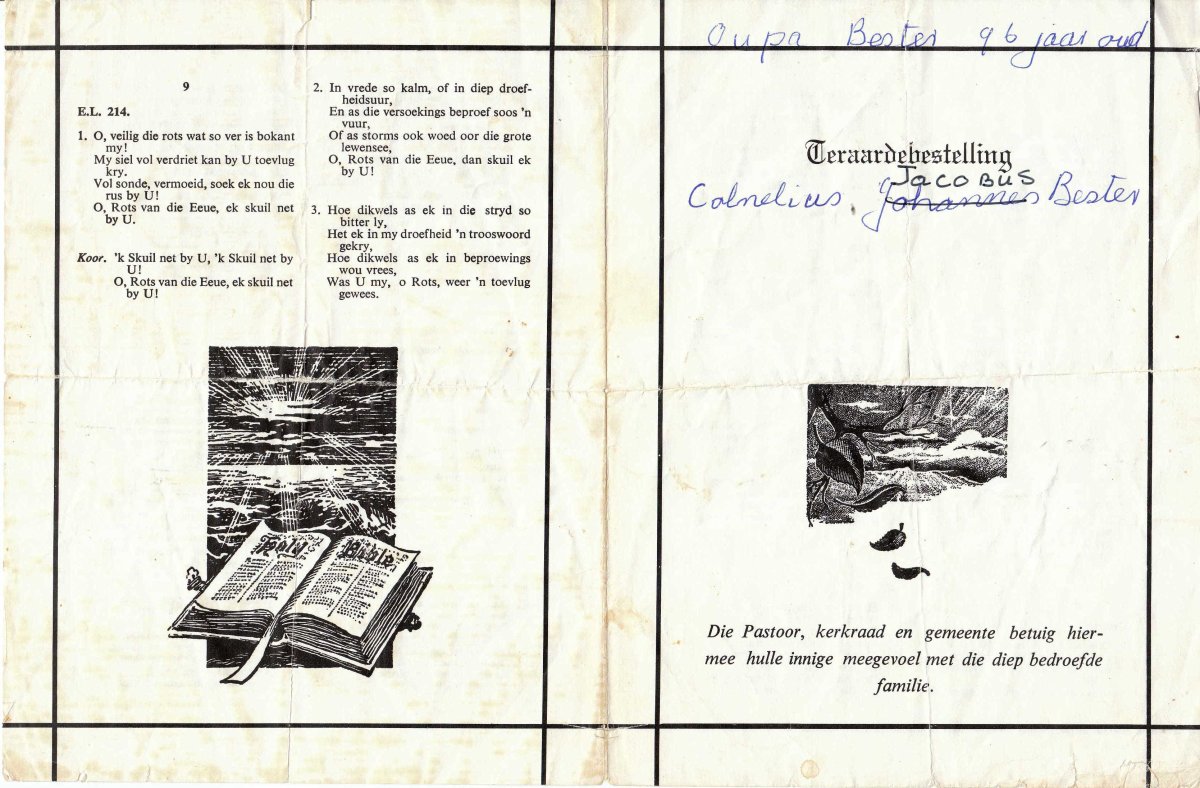 9
E.L. 214.
1. O, veilig die rots wat so ver is bokant
my!
My siel vol verdriet kan by U toevlug
kry.
Vol sonde, vermoeid, soek ek nou die
rus by U!
O, Rots van die Eeue, ek skuil net
by U.
Koor. 'k Skuil net by U, 'k Skuil net by
U!
O, Rots van die Eeue, ek skuil net
by U!
2. In vrede so kalm, of in diep droef-
heidsuur,
En as die versoekings beproef soos 'n
vuur,
Of as storms ook woed oor die grote
lewensee,
O, Rots van die Eeue, dan skuil ek
by U!
3. Hoe dikwels as ek in die stryd so
bitter ly,
Het ek in my droefheid 'n trooswoord
gekry,
Hoe dikwels as ek in beproewings
wou vrees,
Was U my, o Rots, weer 'n toevlug
gewees.
Holy Bible
Oupa Bester 96 jaar oud
Teraardebestelling
Jacobus
Colnelius Johannes Bester
Die Pastoor, kerkraad en gemeente betuig hier-
mee hulle innige meegevoel met die diep bedroefde
familie.